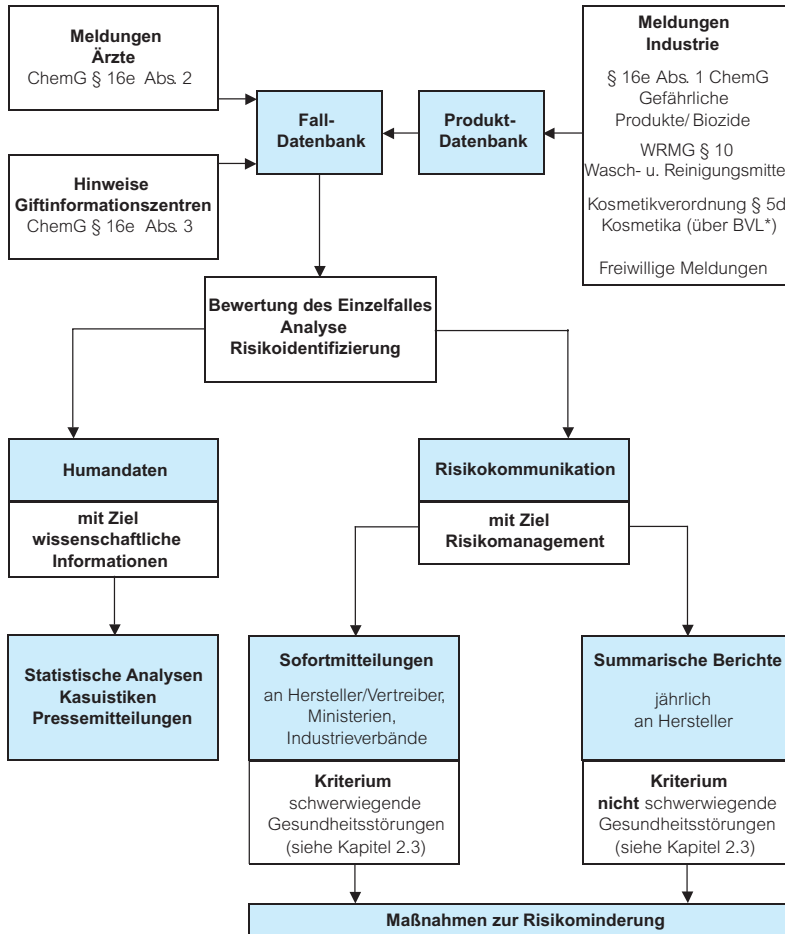 Meldungen
Ärzte
ChemG § 16e Abs. 2
Hinweise
Giftinformationszentren
ChemG § 16e Abs. 3
Fall-
Datenbank
Produkt-
Datenbank
Meldungen
Industrie
§ 16e Abs. 1 ChemG
Gefährliche
Produkte/ Biozide
WRMG § 10
Wasch- u. Reinigungsmitte
Kosmetikverordnung § 5d
Kosmetika (über BVL*)
Freiwillige Meldungen
Bewertung des Einzelfalles
Analyse
Risikoidentifizierung
Humandaten
mit Ziel
wissenschaftliche
Informationen
Statistische Analysen
Kasuistiken
Pressemitteilungen
Risikokommunikation
mit Ziel
Risikomanagement
Sofortmitteilungen
an Hersteller/Vertreiber,
Ministerien,
Industrieverbände
Kriterium
schwerwiegende
Gesundheitsstörungen
(siehe Kapitel 2.3)
Summarische Berichte
jährlich
an Hersteller
Kriterium
nicht schwerwiegende
Gesundheitsstörungen
(siehe Kapitel 2.3)
Maßnahmen zur Risikominderung